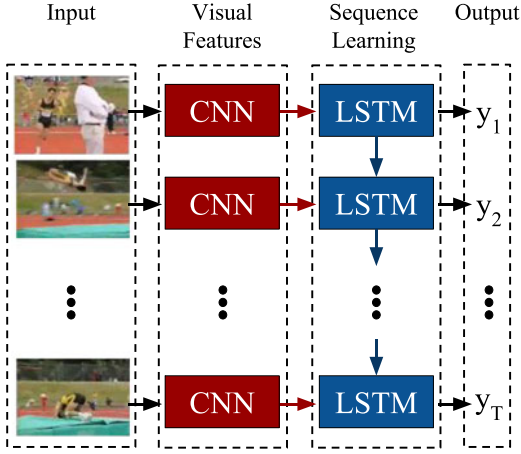 Input
Visual
Features
Sequence
Learning
Output
CNN
LSTM
y1
CNN
LSTM
y2
CNN
LSTM
yT